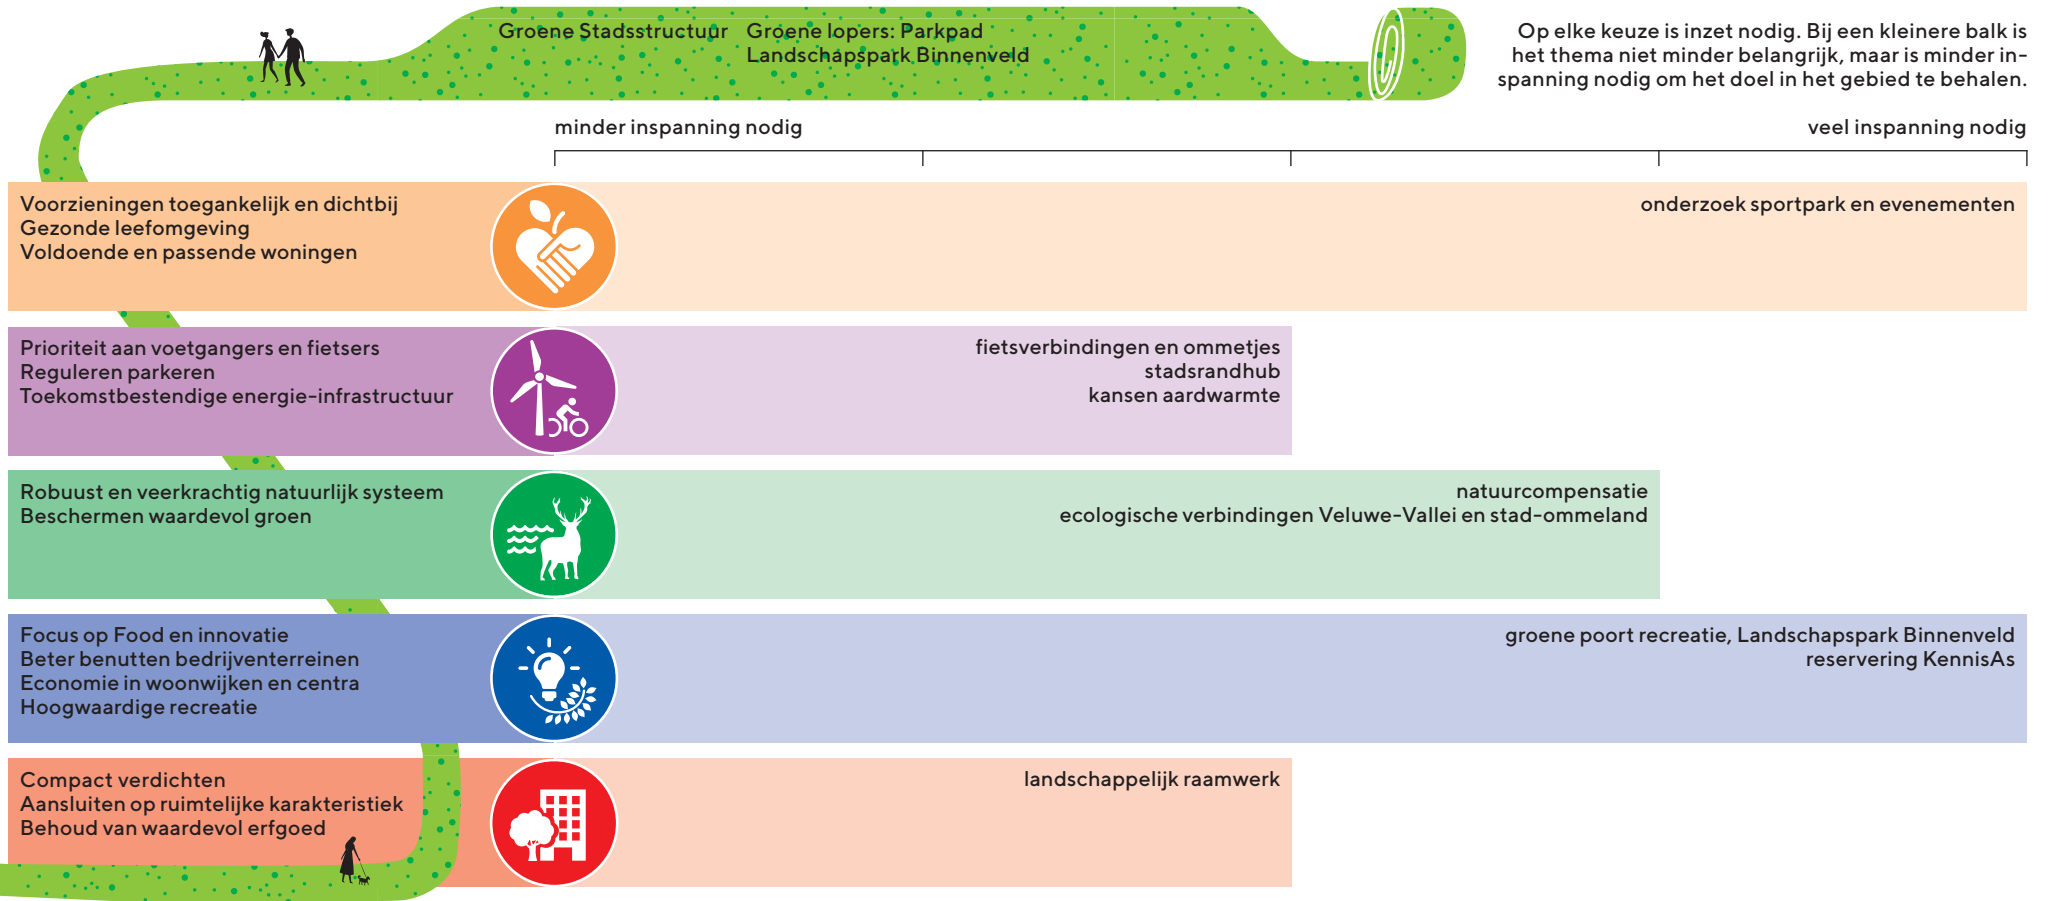 Groene Stadsstructuur
Groene lopers: Parkpad
Landschapspark Binnenveld
Op elke keuze is inzet nodig. Bij een kleinere balk is
het thema niet minder belangrijk, maar is minder in-
spanning nodig om het doel in het gebied te behalen.
minder inspanning nodig
veel inspanning nodig
Voorzieningen toegankelijk en dichtbij
Gezonde leefomgeving
Voldoende en passende woningen
onderzoek sportpark en evenementen
Prioriteit aan voetgangers en fietsers
Reguleren parkeren
Toekomstbestendige energie-infrastructuur
fietsverbindingen en ommetjes
stadsrandhub
kansen aardwarmte
Robuust en veerkrachtig natuurlijk systeem
Beschermen waardevol groen
natuurcompensatie
ecologische verbindingen Veluwe-Vallei en stad-ommeland
Focus op Food en innovatie
Beter benutten bedrijventerreinen
Economie in woonwijken en centra
Hoogwaardige recreatie
groene poort recreatie, Landschapspark Binnenveld
reservering KennisAs
Compact verdichten
Aansluiten op ruimtelijke karakteristiek
Behoud van waardevol erfgoed
landschappelijk raamwerk